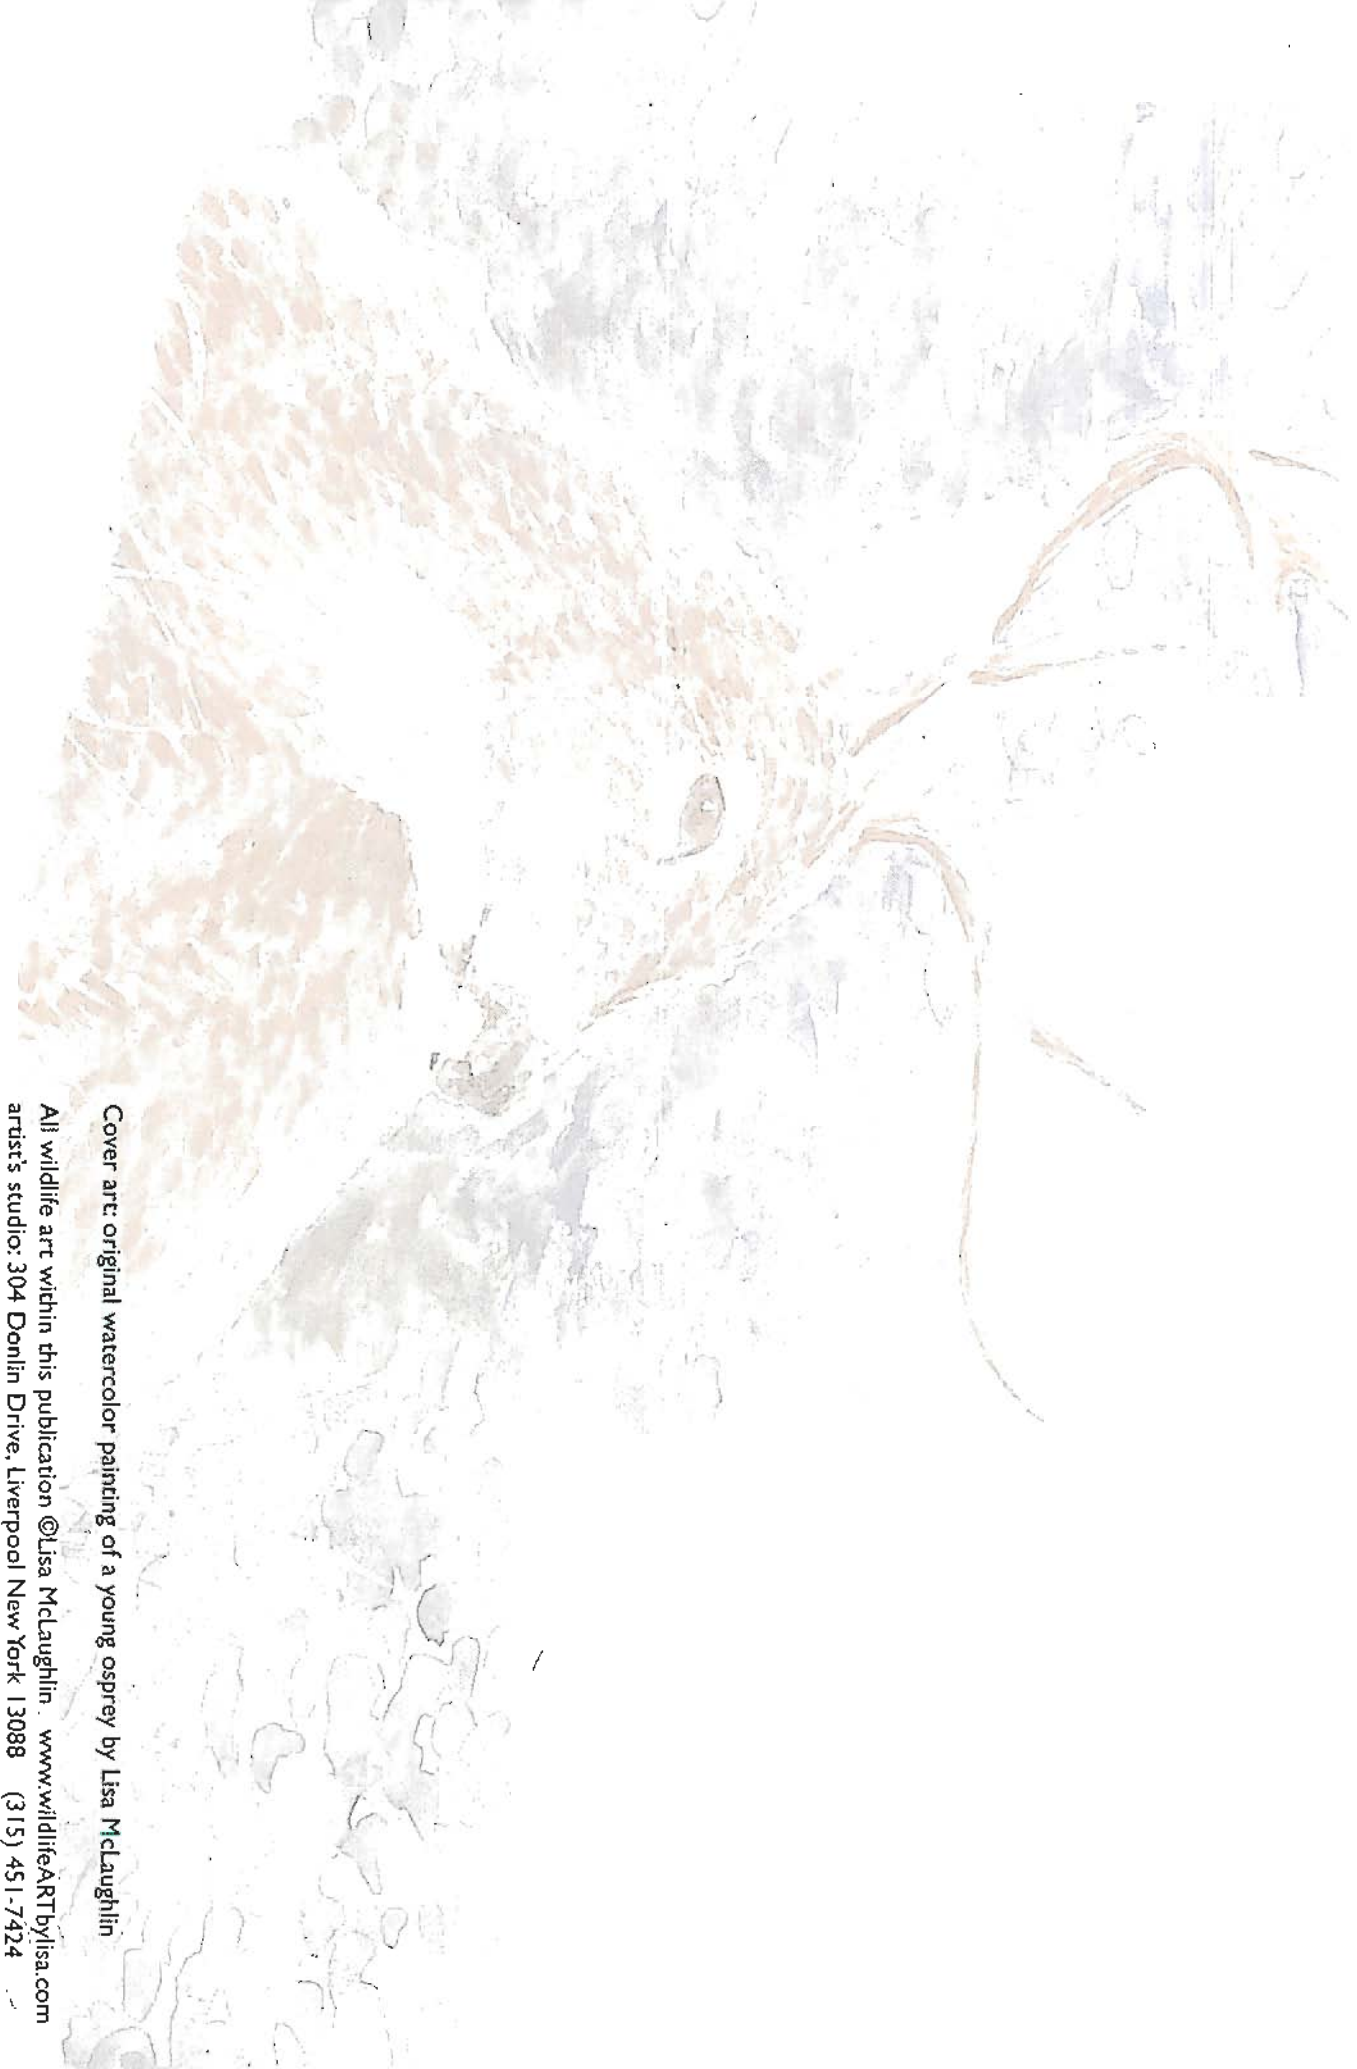 Cover art: original watercolor painting of a young osprey by Lisa McLaughlin
All wildlife art within this publication ©Lisa McLaughlin. www.wildlifeARTbylisa.com
artist's studio: 304 Donlin Drive, Liverpool New York 13088 (315) 451-7424